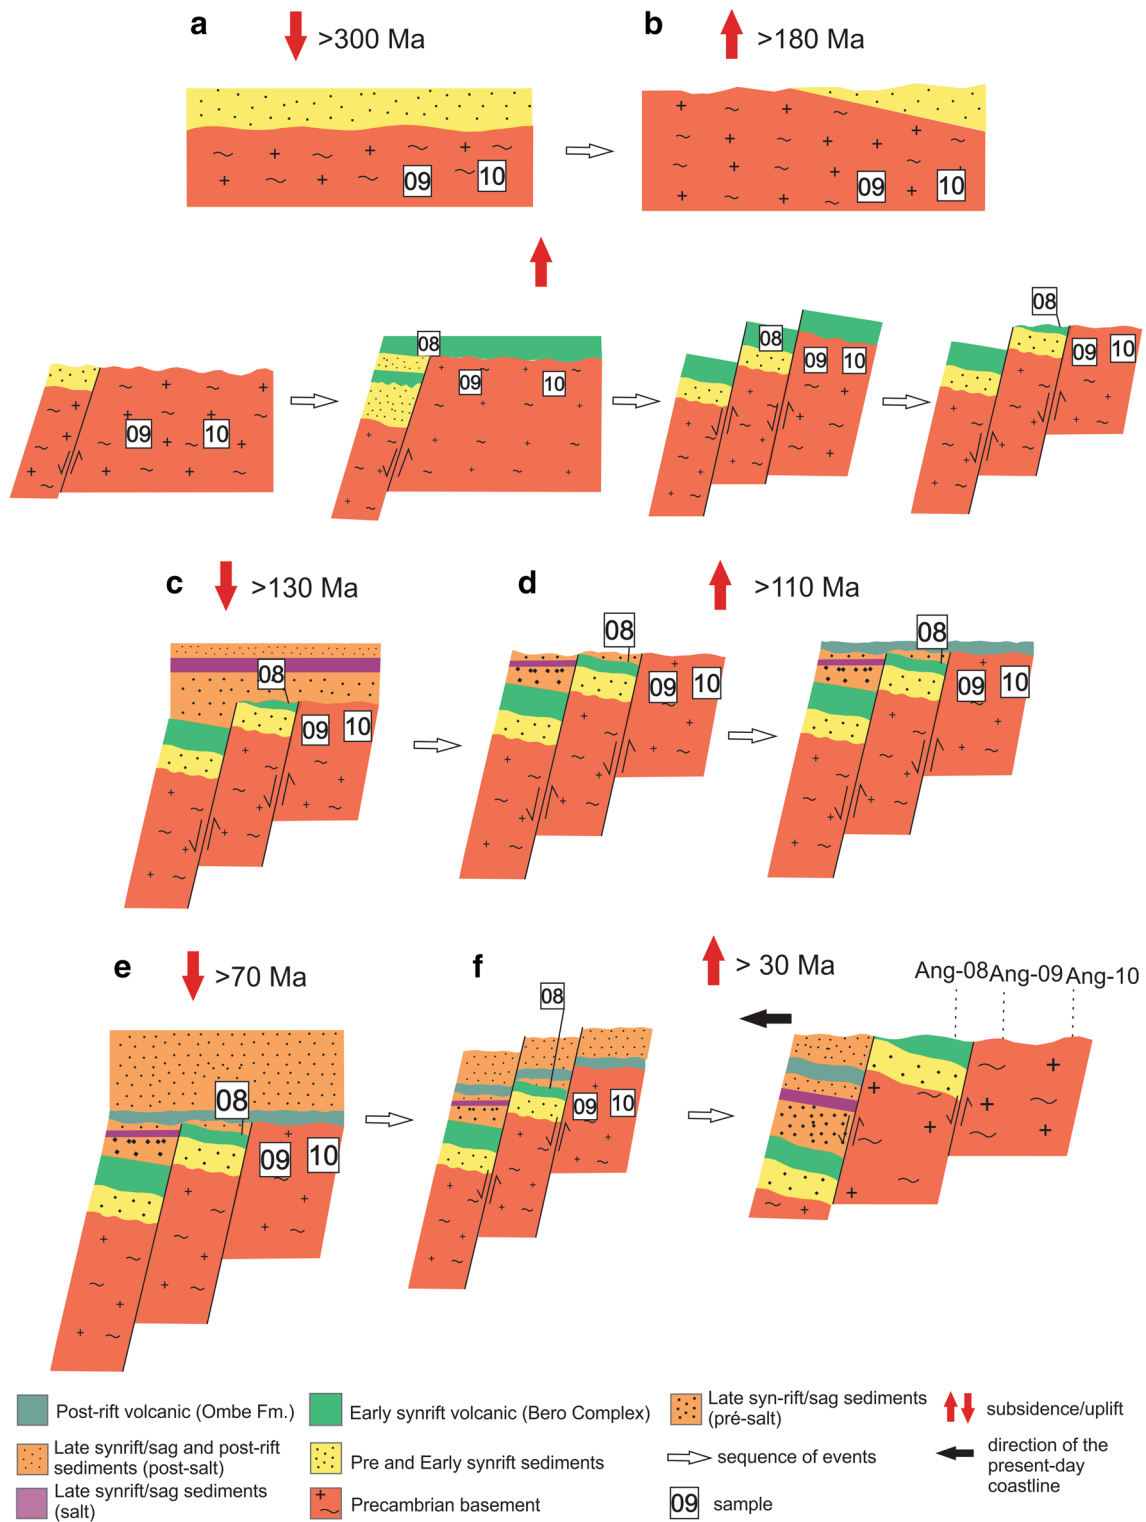 a
>300 Ma
b
>180 Ma
09
10
09
10
09
10
08
09
10
08
09
10
08
09
10
c
>130 Ma
d
>110 Ma
08
09
10
08
09
10
08
09
10
e
>70 Ma
f
> 30 Ma
Ang-08 Ang-09 Ang-10
08
09
10
08
09
10
Post-rift volcanic (Ombe Fm.)
Late synrift/sag and post-rift
sediments (post-salt)
Late synrift/sag sediments
(salt)
Early synrift volcanic (Bero Complex)
Pre and Early synrift sediments
Precambrian basement
Late syn-rift/sag sediments
(pré-salt)
sequence of events
09
sample
subsidence/uplift
direction of the
present-day
coastline